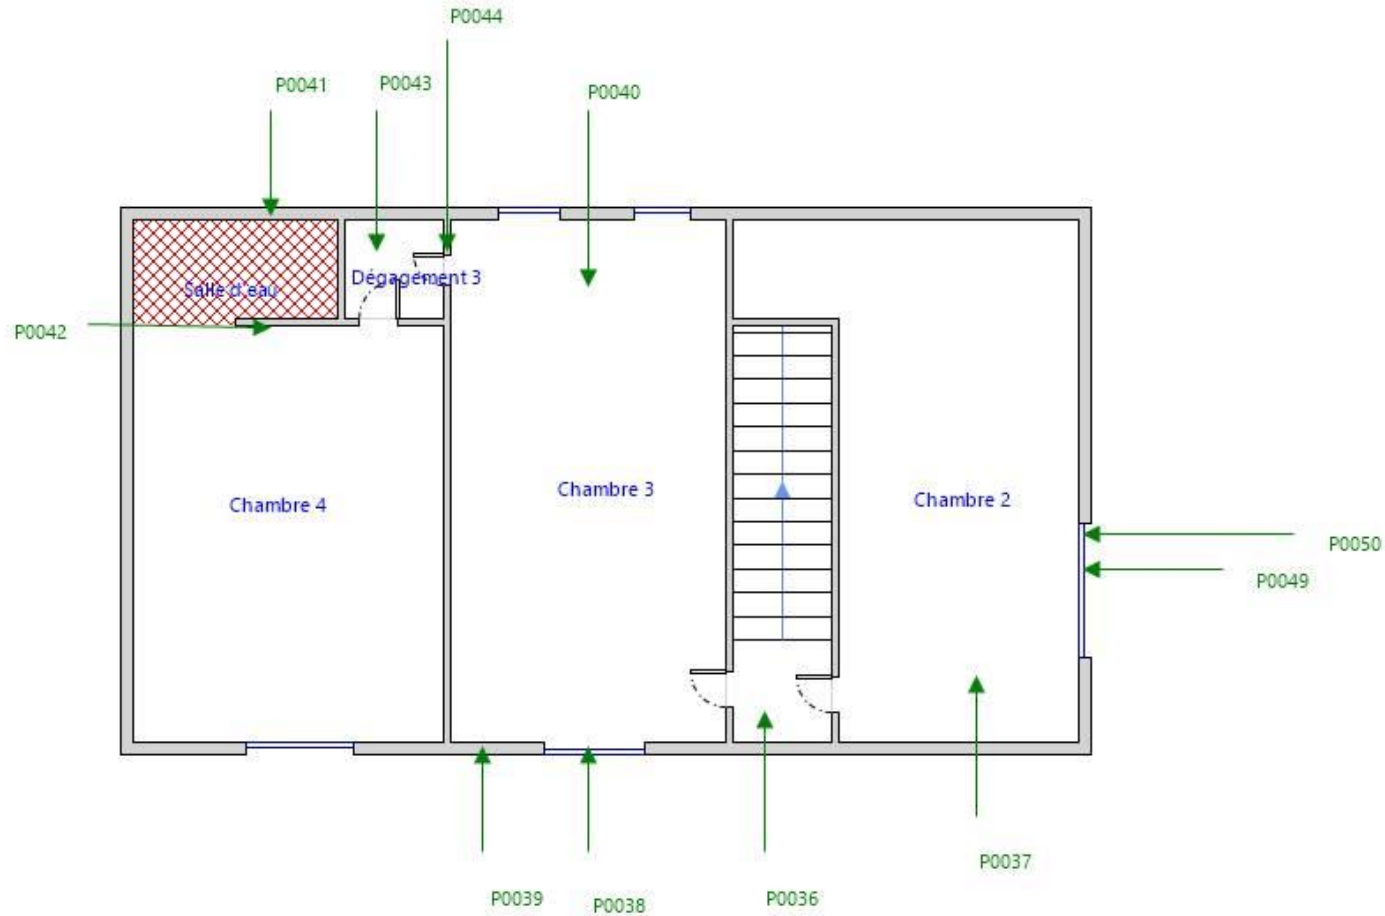 P0044
P0041
P0043
P0040
Dégagement 3
Salle d'eau
P0042
Chambre 3
Chambre 2
Chambre 4
P0050
P0049
P0037
P0039
P0038
P0036